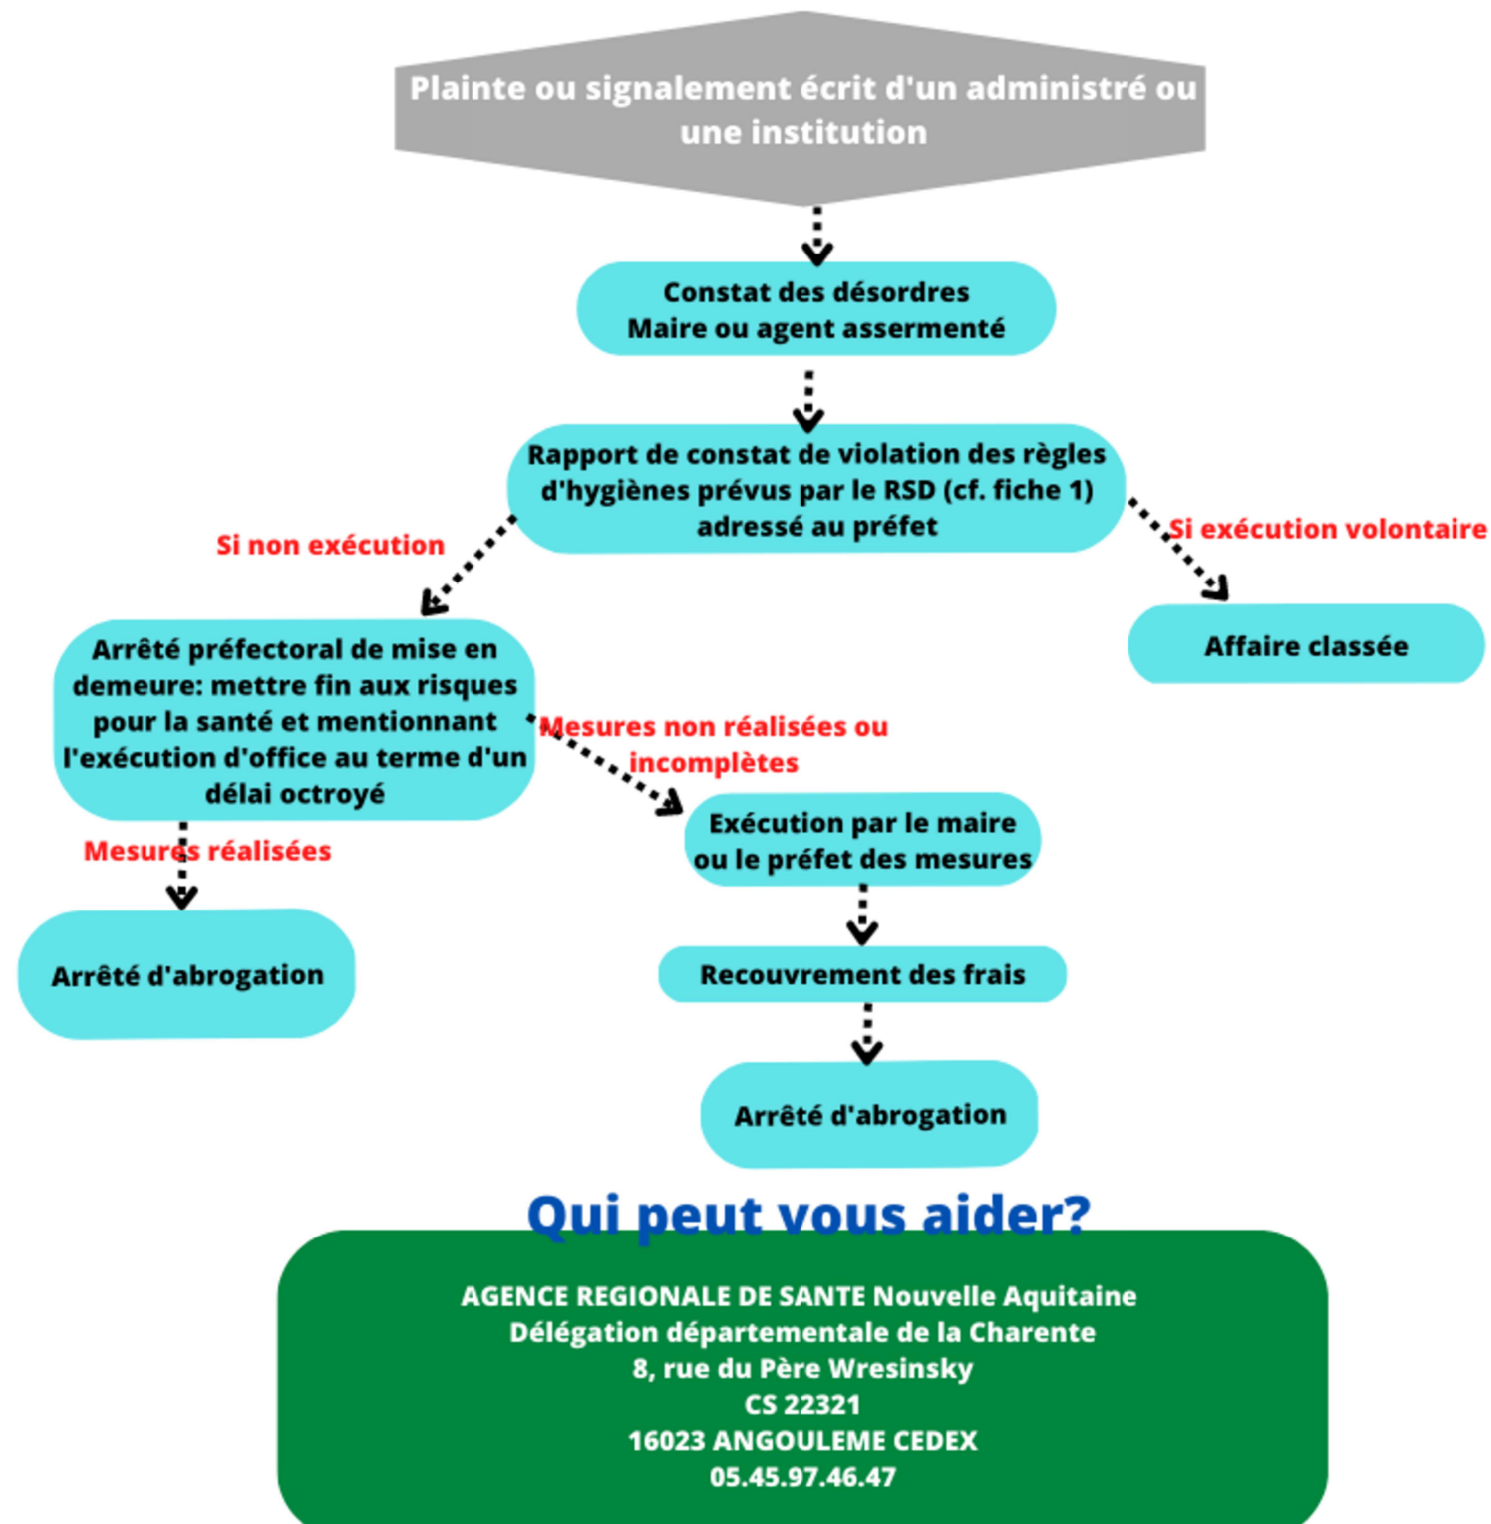 Plainte ou signalement écrit d'un administré ou
une institution
Constat des désordres
Maire ou agent assermenté
Rapport de constat de violation des règles
d'hygiènes prévus par le RSD (cf. fiche 1)
adressé au préfet
Si non exécution
Si exécution volontaire
Arrêté préfectoral de mise en
demeure: mettre fin aux risques
pour la santé et mentionnant
l'exécution d'office au terme d'un
délai octroyé
Affaire classée
Mesures non réalisées ou
incomplètes
Mesures réalisées
Exécution par le maire
ou le préfet des mesures
Arrêté d'abrogation
Recouvrement des frais
Arrêté d'abrogation
Qui peut vous aider?
AGENCE REGIONALE DE SANTE Nouvelle Aquitaine
Délégation départementale de la Charente
8, rue du Père Wresinsky
CS 22321
16023 ANGOULEME CEDEX
05.45.97.46.47